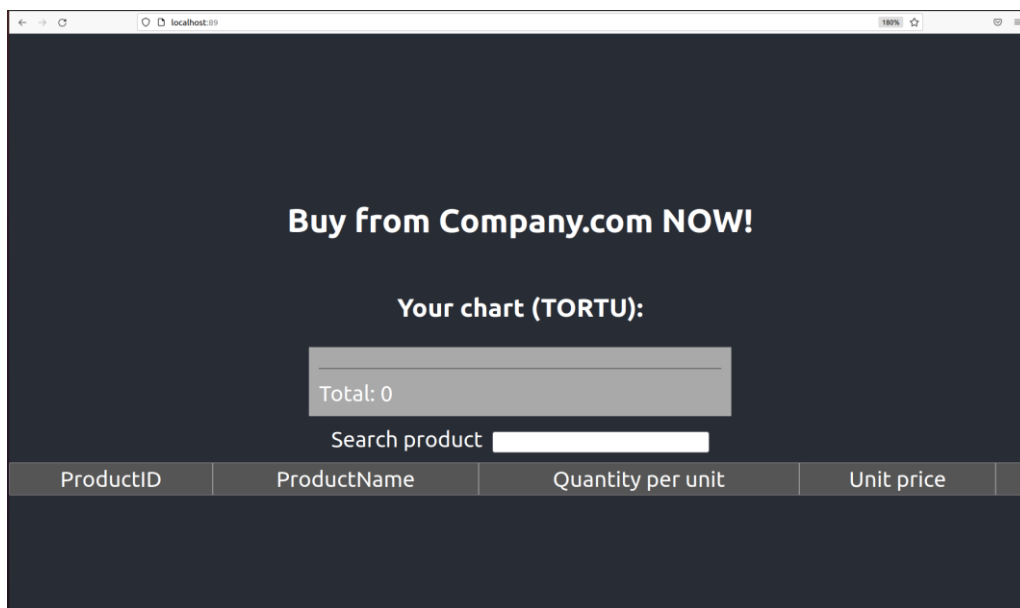 localhost:89
180%
Buy from Company.com NOW!
Your chart (TORTU):
Total: 0
Search product
ProductID ProductName Quantity per unit Unit price